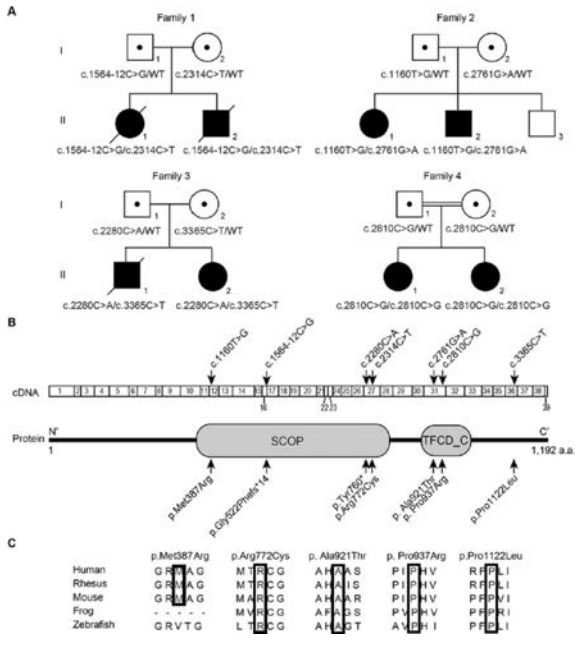 A
Family 1
Family 2
I
1
2
1
2
c.1564-12C>G/WT
c.2314C>T/WT
c.1160T>G/WT
c.2761G>A/WT
II
1
2
1
2
3
c.1564-12C>G/c.2314C>T
c.1564-12C>G/c.2314C>T
c.1160T>G/c.2761G>A
c.1160T>G/c.2761G>A
Family 3
Family 4
I
1
2
1
2
c.2280C>A/WT
c.3365C>T/WT
c.2810C>G/WT
c.2810C>G/WT
II
1
2
1
2
c.2280C>A/c.3365C>T
c.2280C>A/c.3365C>T
c.2810C>G/c.2810C>G
c.2810C>G/c.2810C>G
B
c.1160T>G
c.1564-12C>G
c.2280C>A
c.2314C>T
c.2761G>A
c.2810C>G
c.3365C>T
cDNA
1 2 3 4 5 6 7 8 9 10 11 12 13 14 15 17 18 19 20 21 24 25 26 27 28 29 30 31 32 33 34 35 36 37 38
16 22 23 39
Protein
N'
C'
SCOP
TFCD_C
1
1,192 a.a.
p.Met387Arg
p.Gly522Phefs*14
p.Tyr760*
p.Arg772Cys
p. Ala921Thr
p. Pro937Arg
p.Pro1122Leu
C
p.Met387Arg p.Arg772Cys p. Ala921Thr p. Pro937Arg p.Pro1122Leu
Human G R M A G M T R C G A H A A S P I P H V R F P L I
Rhesus G R M A G M T R C G A H A I S P I P H V R F P L I
Mouse G R M A G M A R C G A H A A R P I P H V P F P L I
Frog - - - - - M V R C G A F A G S P V P H V P F P R I
Zebrafish G R V T G L T R C G A H A G T A V P H I P F P L I